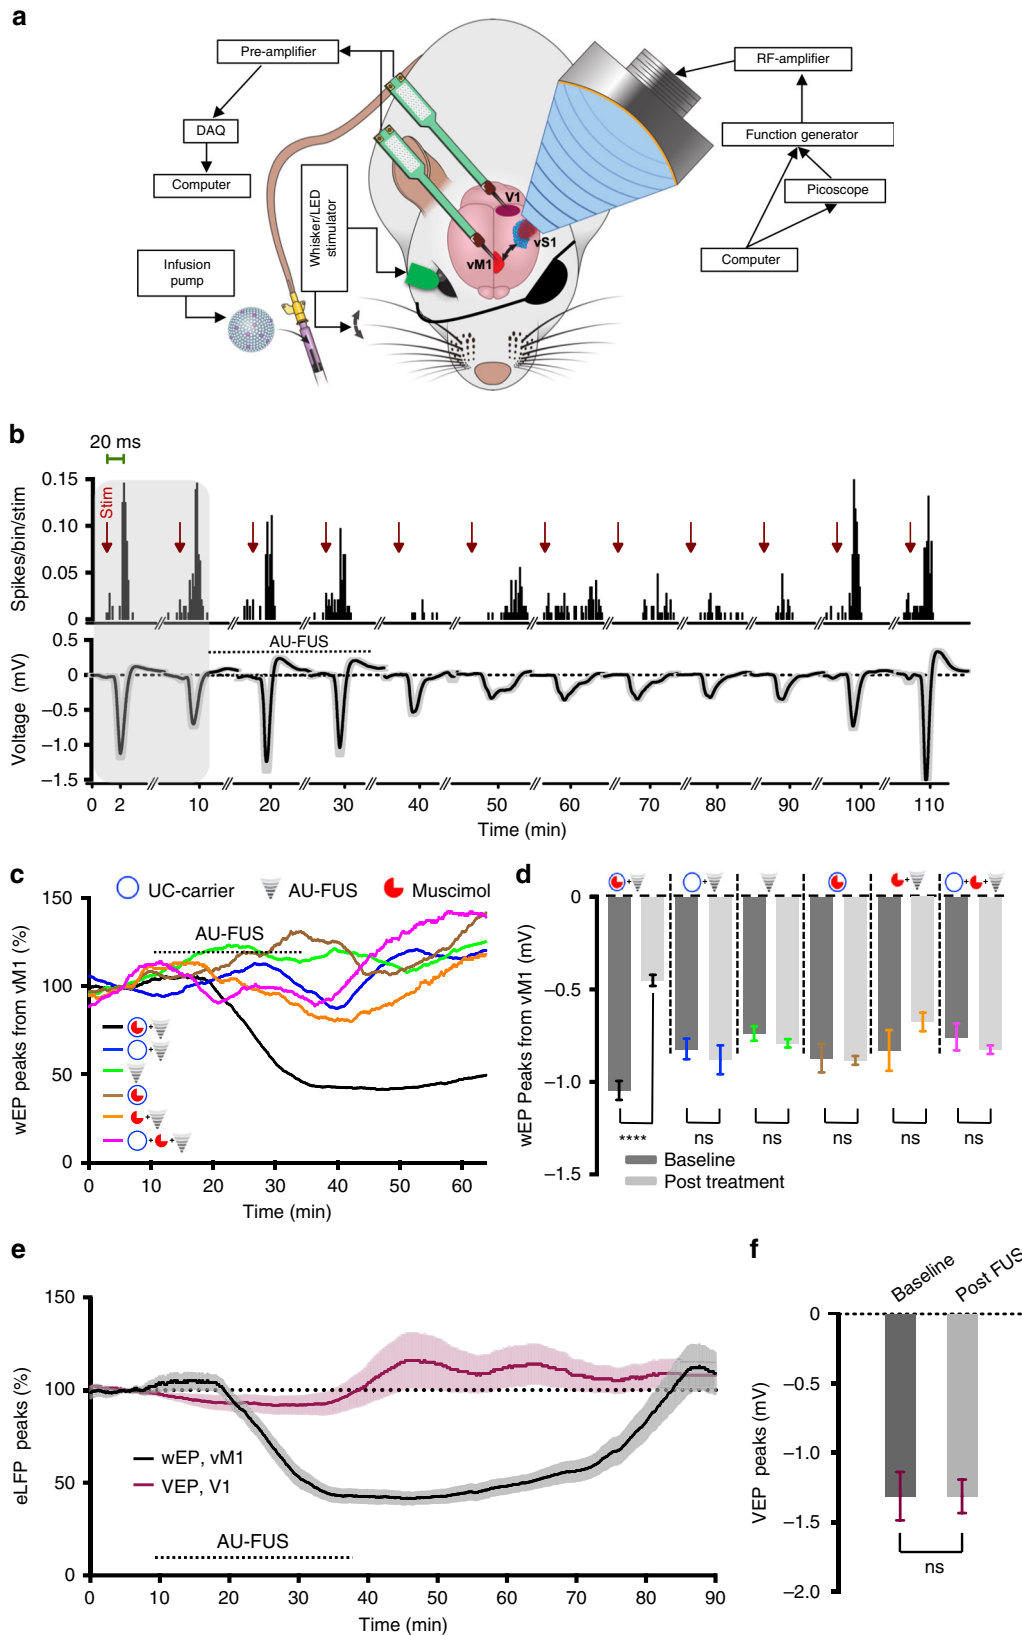 a
Pre-amplifier
DAQ
Computer
Infusion
pump
Whisker/LED
stimulator
V1
vS1
vM1
RF-amplifier
Function generator
Picoscope
Computer
b
20 ms
Stim
Spikes/bin/stim
0.15
0.10
0.05
0
AU-FUS
Voltage (mV)
0.5
0
−0.5
−1.0
−1.5
0 2 10 20 30 40 50 60 70 80 90 100 110
Time (min)
c
UC-carrier AU-FUS Muscimol
wEP peaks from vM1 (%)
150
100
50
0
AU-FUS
+
+
+
+ +
0 10 20 30 40 50 60
Time (min)
d
+ + + + +
wEP Peaks from vM1 (mV)
0
−0.5
−1.0
−1.5
**** ns ns ns ns ns
Baseline
Post treatment
e
eLFP peaks (%)
150
100
50
0
wEP, vM1
VEP, V1
AU-FUS
0 10 20 30 40 50 60 70 80 90
Time (min)
f
Baseline
Post FUS
VEP peaks (mV)
0
−0.5
−1.0
−1.5
−2.0
ns